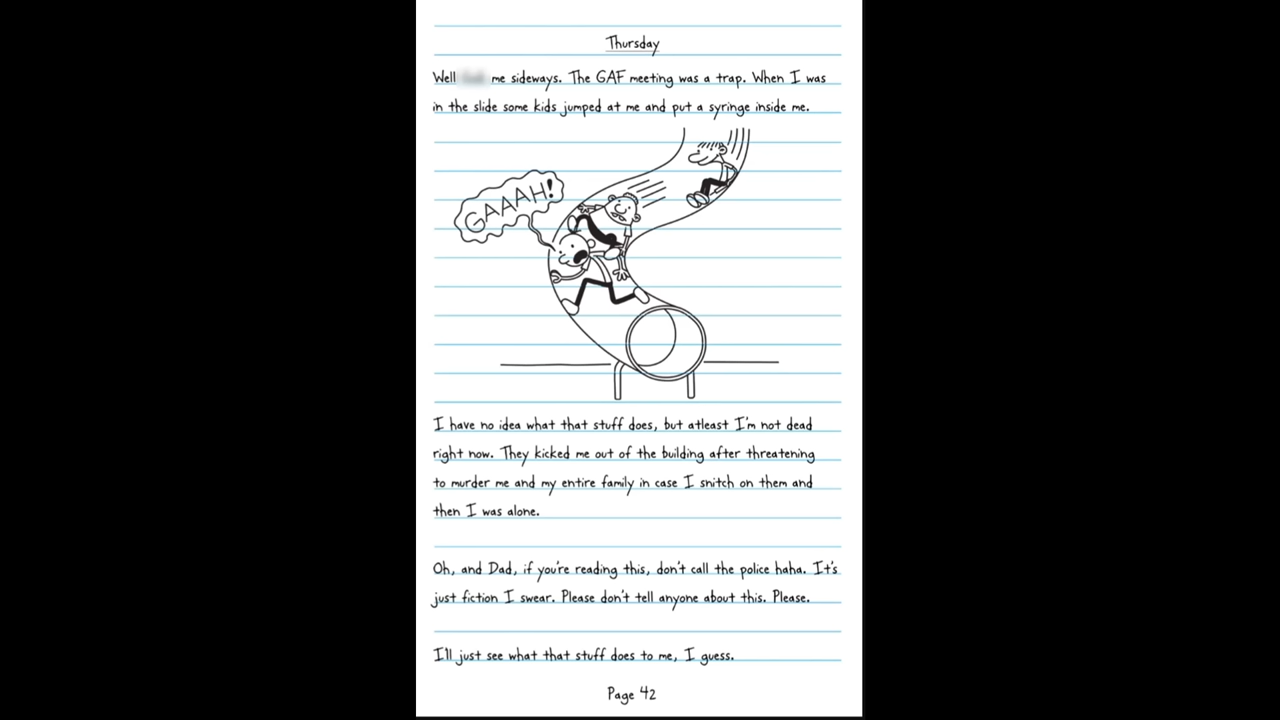 Thursday
Well me sideways. The GAF meeting was a trap. When I was
in the slide some kids jumped at me and put a syringe inside me.
GAAAH!
I have no idea what that stuff does, but atleast I'm not dead
right now. They kicked me out of the building after threatening
to murder me and my entire family in case I snitch on them and
then I was alone.
Oh, and Dad, if you're reading this, don't call the police haha. It's
just fiction I swear. Please don't tell anyone about this. Please.
I'll just see what that stuff does to me, I guess.
Page 42